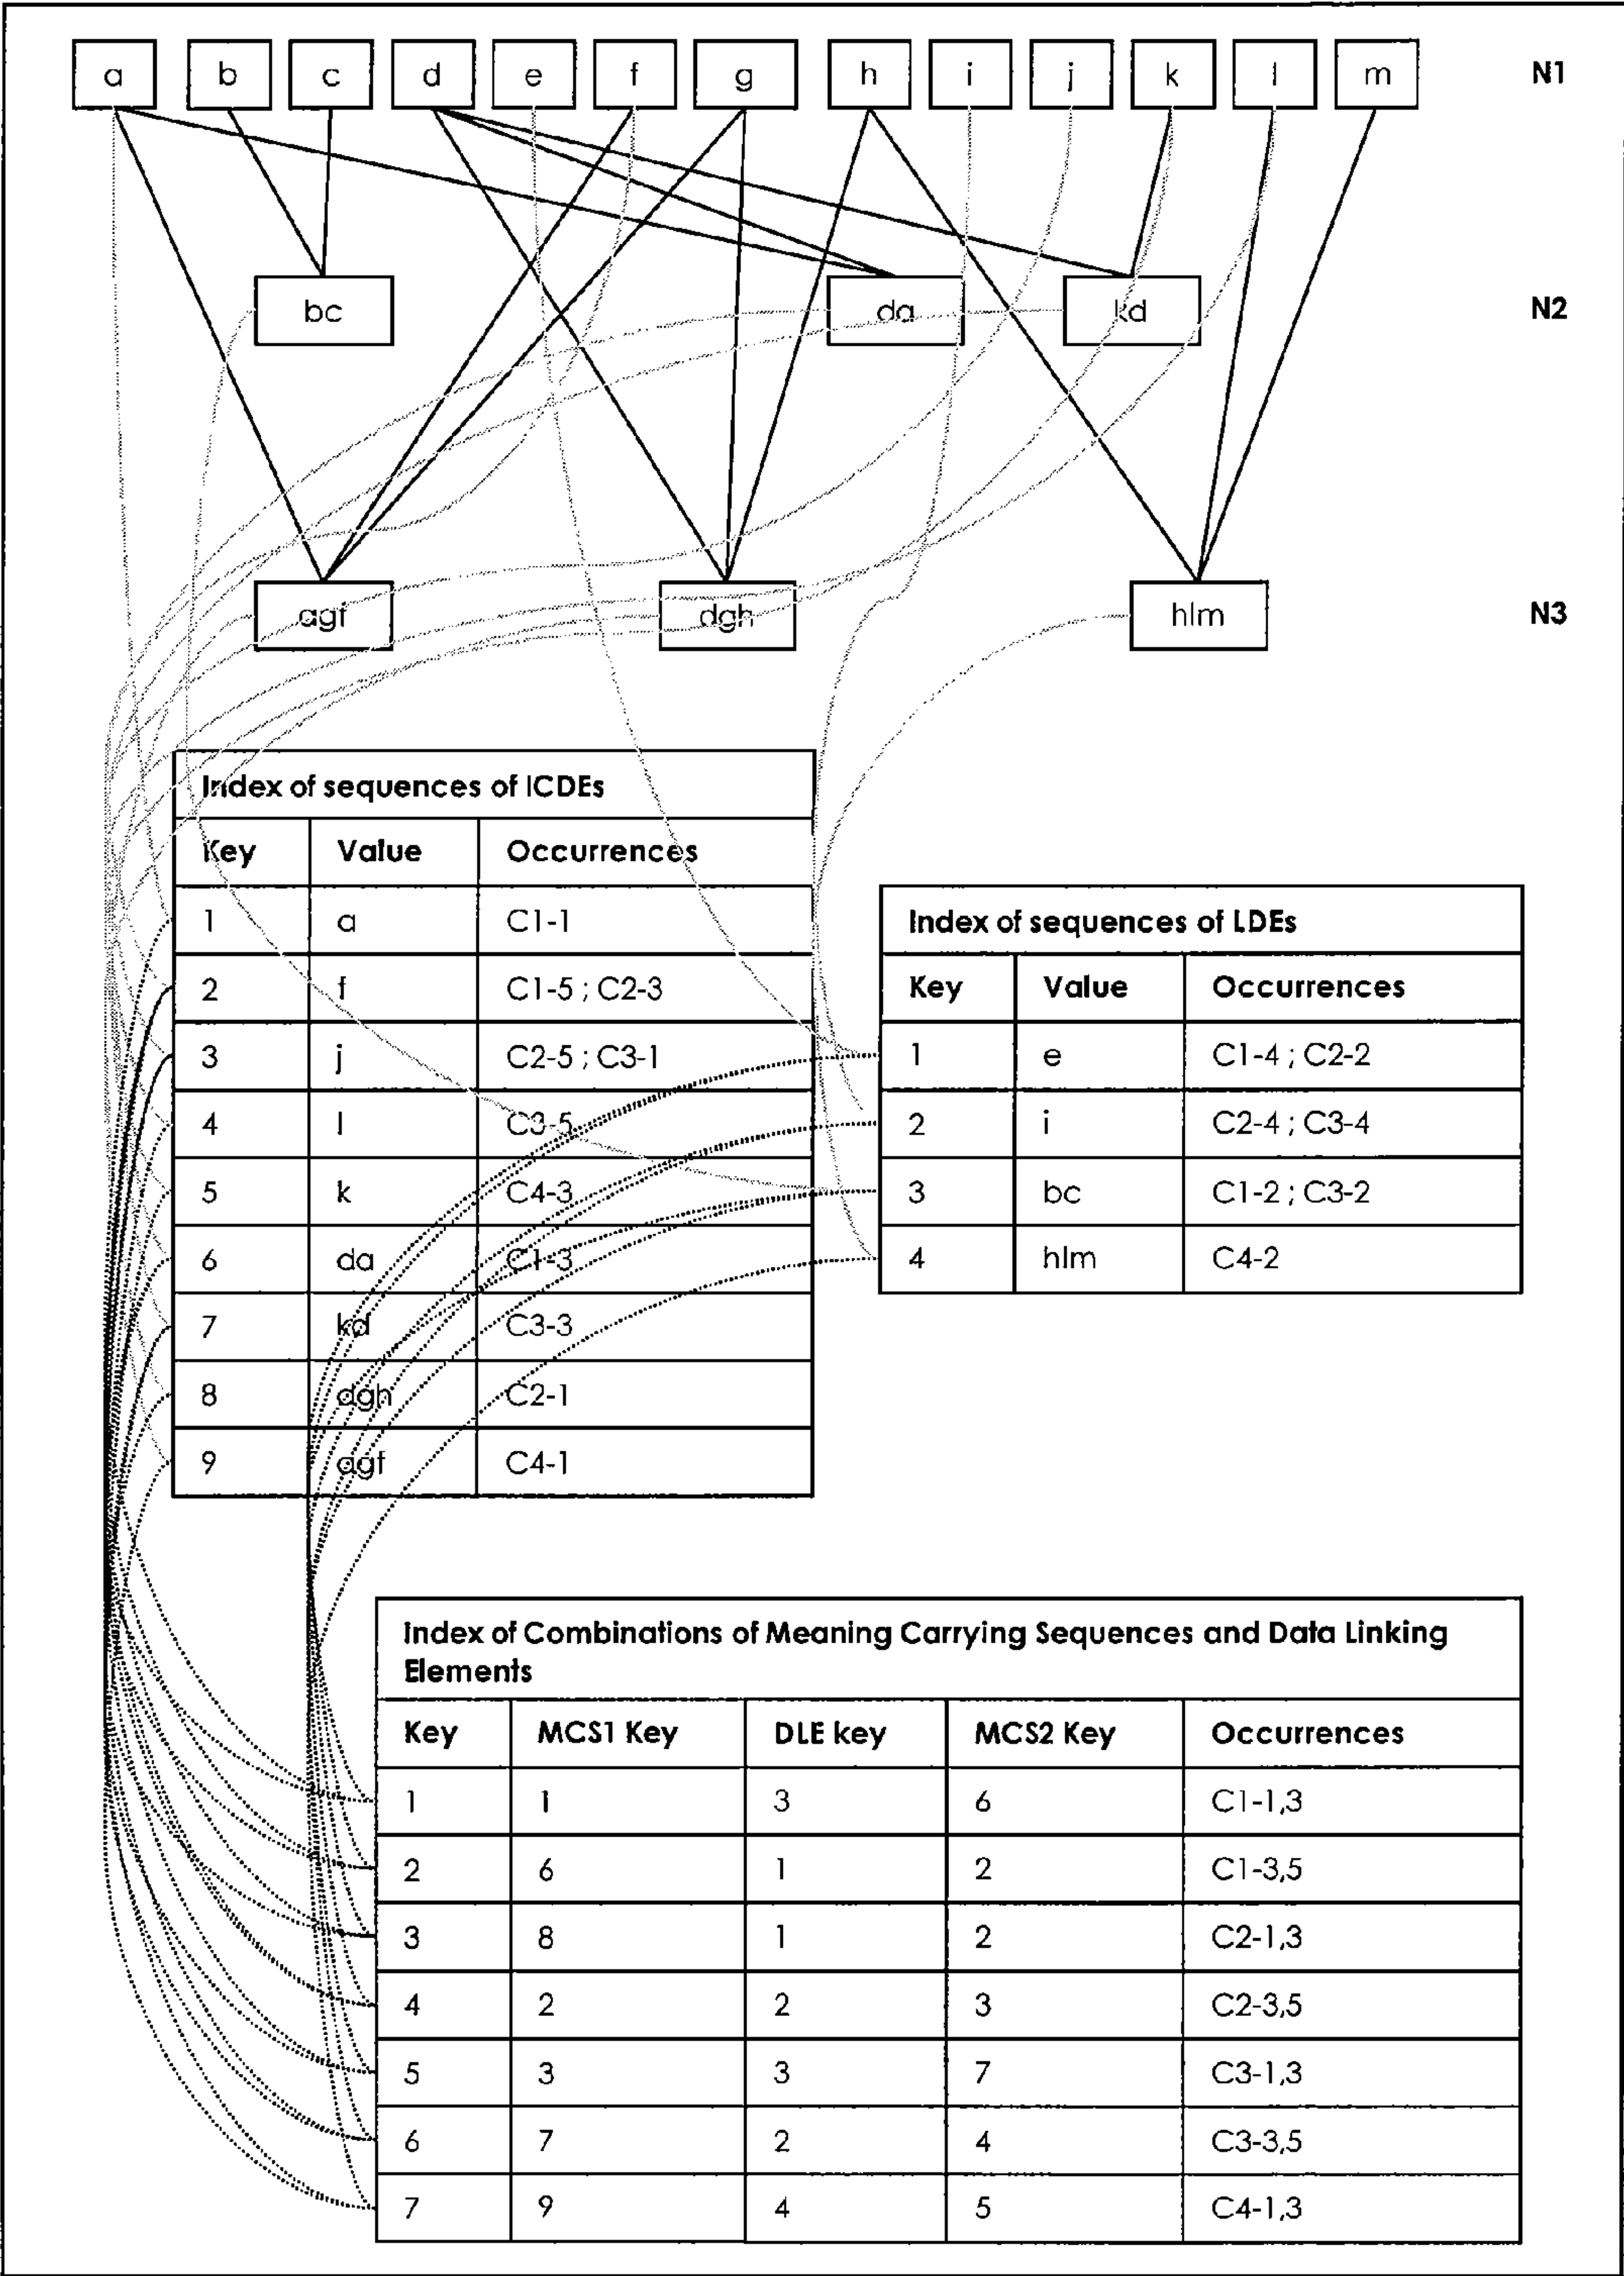 a b c d e f g h i j k l m N1
bc da kd N2
agf dgh hlm N3
Index of sequences of ICDEs
Key Value Occurrences
1 a C1-1
2 f C1-5 ; C2-3
3 j C2-5 ; C3-1
4 l C3-5
5 k C4-3
6 da C1-3
7 kd C3-3
8 dgh C2-1
9 agf C4-1
Index of sequences of LDEs
Key Value Occurrences
1 e C1-4 ; C2-2
2 i C2-4 ; C3-4
3 bc C1-2 ; C3-2
4 hlm C4-2
Index of Combinations of Meaning Carrying Sequences and Data Linking
Elements
Key MCS1 Key DLE key MCS2 Key Occurrences
1 1 3 6 C1-1,3
2 6 1 2 C1-3,5
3 8 1 2 C2-1,3
4 2 2 3 C2-3,5
5 3 3 7 C3-1,3
6 7 2 4 C3-3,5
7 9 4 5 C4-1,3